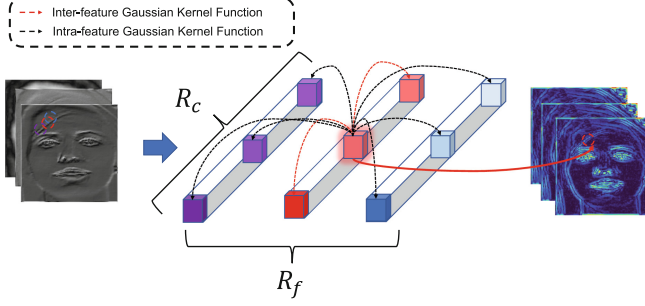 Inter-feature Gaussian Kernel Function
Intra-feature Gaussian Kernel Function
R_c
R_f